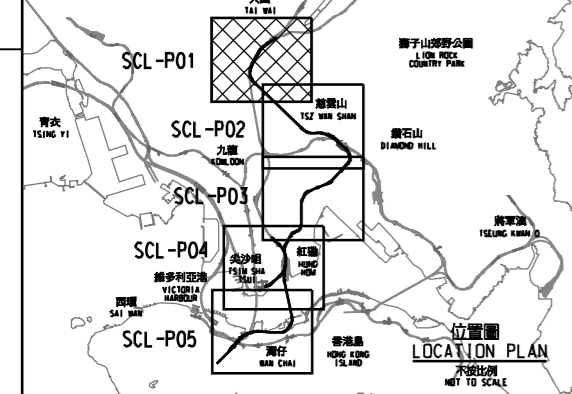 TAI WAI
SCL-P01
獅子山郊野公園
LION ROCK
COUNTRY PARK
慈雲山
TSZ WAN SHAN
青衣
TSING YI
SCL-P02
鑽石山
DIAMOND HILL
九龍
KOWLOON
SCL-P03
將軍澳
TSEUNG KWAN O
SCL-P04
尖沙咀
TSIM SHA
TSUI
紅磡
HUNG
HOM
維多利亞港
VICTORIA
HARBOUR
西環
SAI WAN
SCL-P05
灣仔
WAN CHAI
香港島
HONG KONG
ISLAND
位置圖
LOCATION PLAN
不按比例
NOT TO SCALE